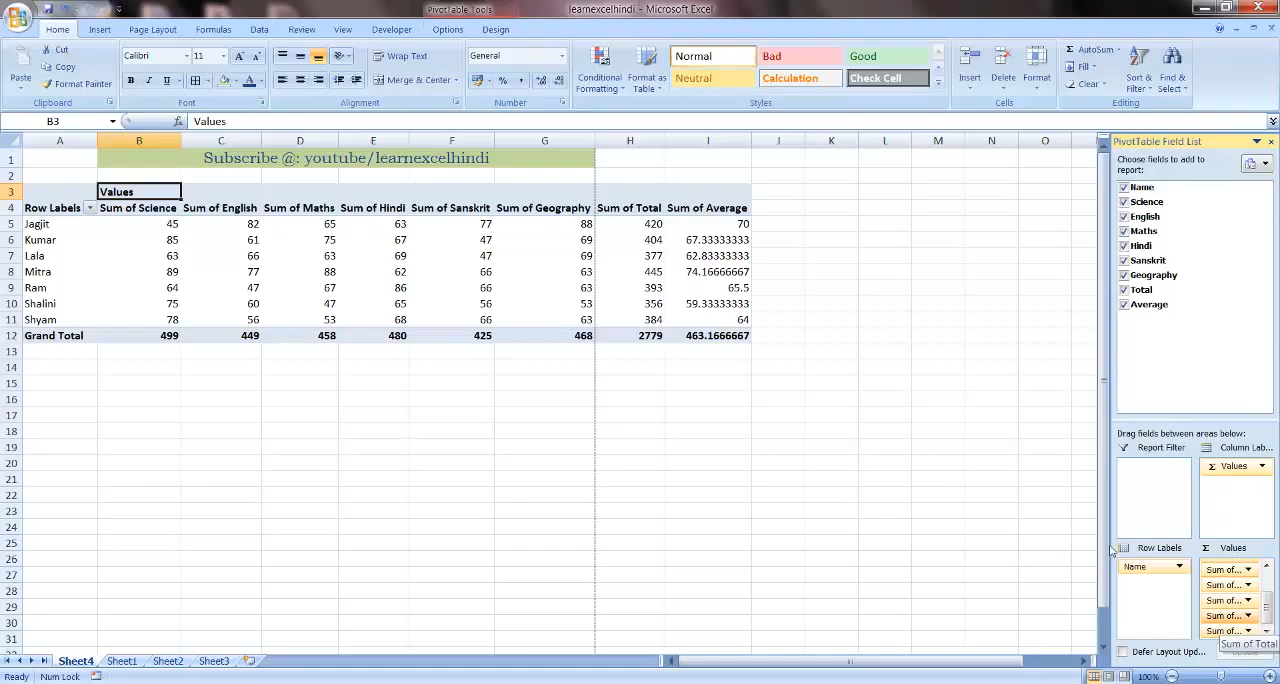 PivotTable Tools
learnexcelhindi - Microsoft Excel
Home Insert Page Layout Formulas Data Review View Developer Options Design
Paste
Cut
Copy
Format Painter
Clipboard
Calibri 11
B I U
Font
Wrap Text
Merge & Center
Alignment
General
Number
Conditional Formatting
Format as Table
Normal Bad Good
Neutral Calculation Check Cell
Styles
Insert Delete Format
Cells
AutoSum
Fill
Clear
Sort & Filter
Find & Select
Editing
B3 fx Values
A B C D E F G H I J K L M N O
1 Subscribe @: youtube/learnexcelhindi
2
3 Values
4 Row Labels Sum of Science Sum of English Sum of Maths Sum of Hindi Sum of Sanskrit Sum of Geography Sum of Total Sum of Average
5 Jagjit 45 82 65 63 77 88 420 70
6 Kumar 85 61 75 67 47 69 404 67.33333333
7 Lala 63 66 63 69 47 69 377 62.83333333
8 Mitra 89 77 88 62 66 63 445 74.16666667
9 Ram 64 47 67 86 66 63 393 65.5
10 Shalini 75 60 47 65 56 53 356 59.33333333
11 Shyam 78 56 53 68 66 63 384 64
12 Grand Total 499 449 458 480 425 468 2779 463.1666667
13
14
15
16
17
18
19
20
21
22
23
24
25
26
27
28
29
30
31
PivotTable Field List
Choose fields to add to
report:
Name
Science
English
Maths
Hindi
Sanskrit
Geography
Total
Average
Drag fields between areas below:
Report Filter Column Lab...
Σ Values
Row Labels Σ Values
Name
Sum of...
Sum of...
Sum of...
Sum of...
Sum of...
Sum of Total
Defer Layout Upd...
Sheet4 Sheet1 Sheet2 Sheet3
Ready Num Lock 100%